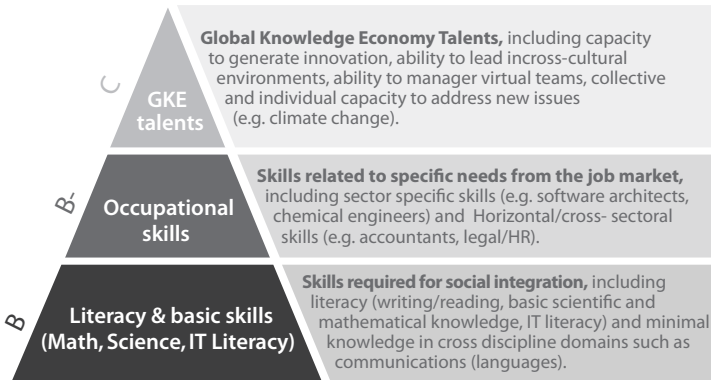 C
GKE
talents
Global Knowledge Economy Talents, including capacity
to generate innovation, ability to lead incross-cultural
environments, ability to manager virtual teams, collective
and individual capacity to address new issues
(e.g. climate change).
B-
Occupational
skills
Skills related to specific needs from the job market,
including sector specific skills (e.g. software architects,
chemical engineers) and Horizontal/cross- sectoral
skills (e.g. accountants, legal/HR).
B
Literacy & basic skills
(Math, Science, IT Literacy)
Skills required for social integration, including
literacy (writing/reading, basic scientific and
mathematical knowledge, IT literacy) and minimal
knowledge in cross discipline domains such as
communications (languages).